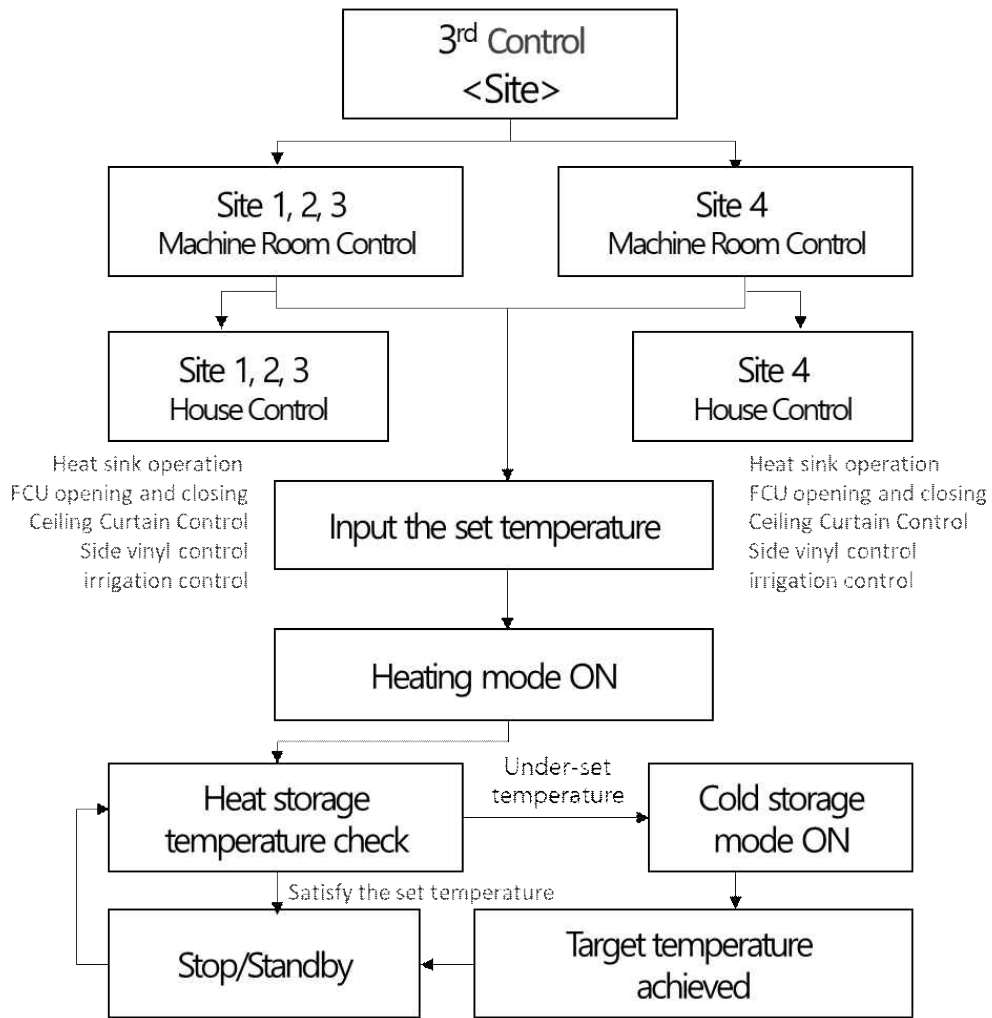 3rd Control
<Site>
Site 1, 2, 3
Machine Room Control
Site 4
Machine Room Control
Site 1, 2, 3
House Control
Site 4
House Control
Heat sink operation
FCU opening and closing
Ceiling Curtain Control
Side vinyl control
irrigation control
Heat sink operation
FCU opening and closing
Ceiling Curtain Control
Side vinyl control
irrigation control
Input the set temperature
Heating mode ON
Heat storage
temperature check
Under-set
temperature
Cold storage
mode ON
Satisfy the set temperature
Stop/Standby
Target temperature
achieved